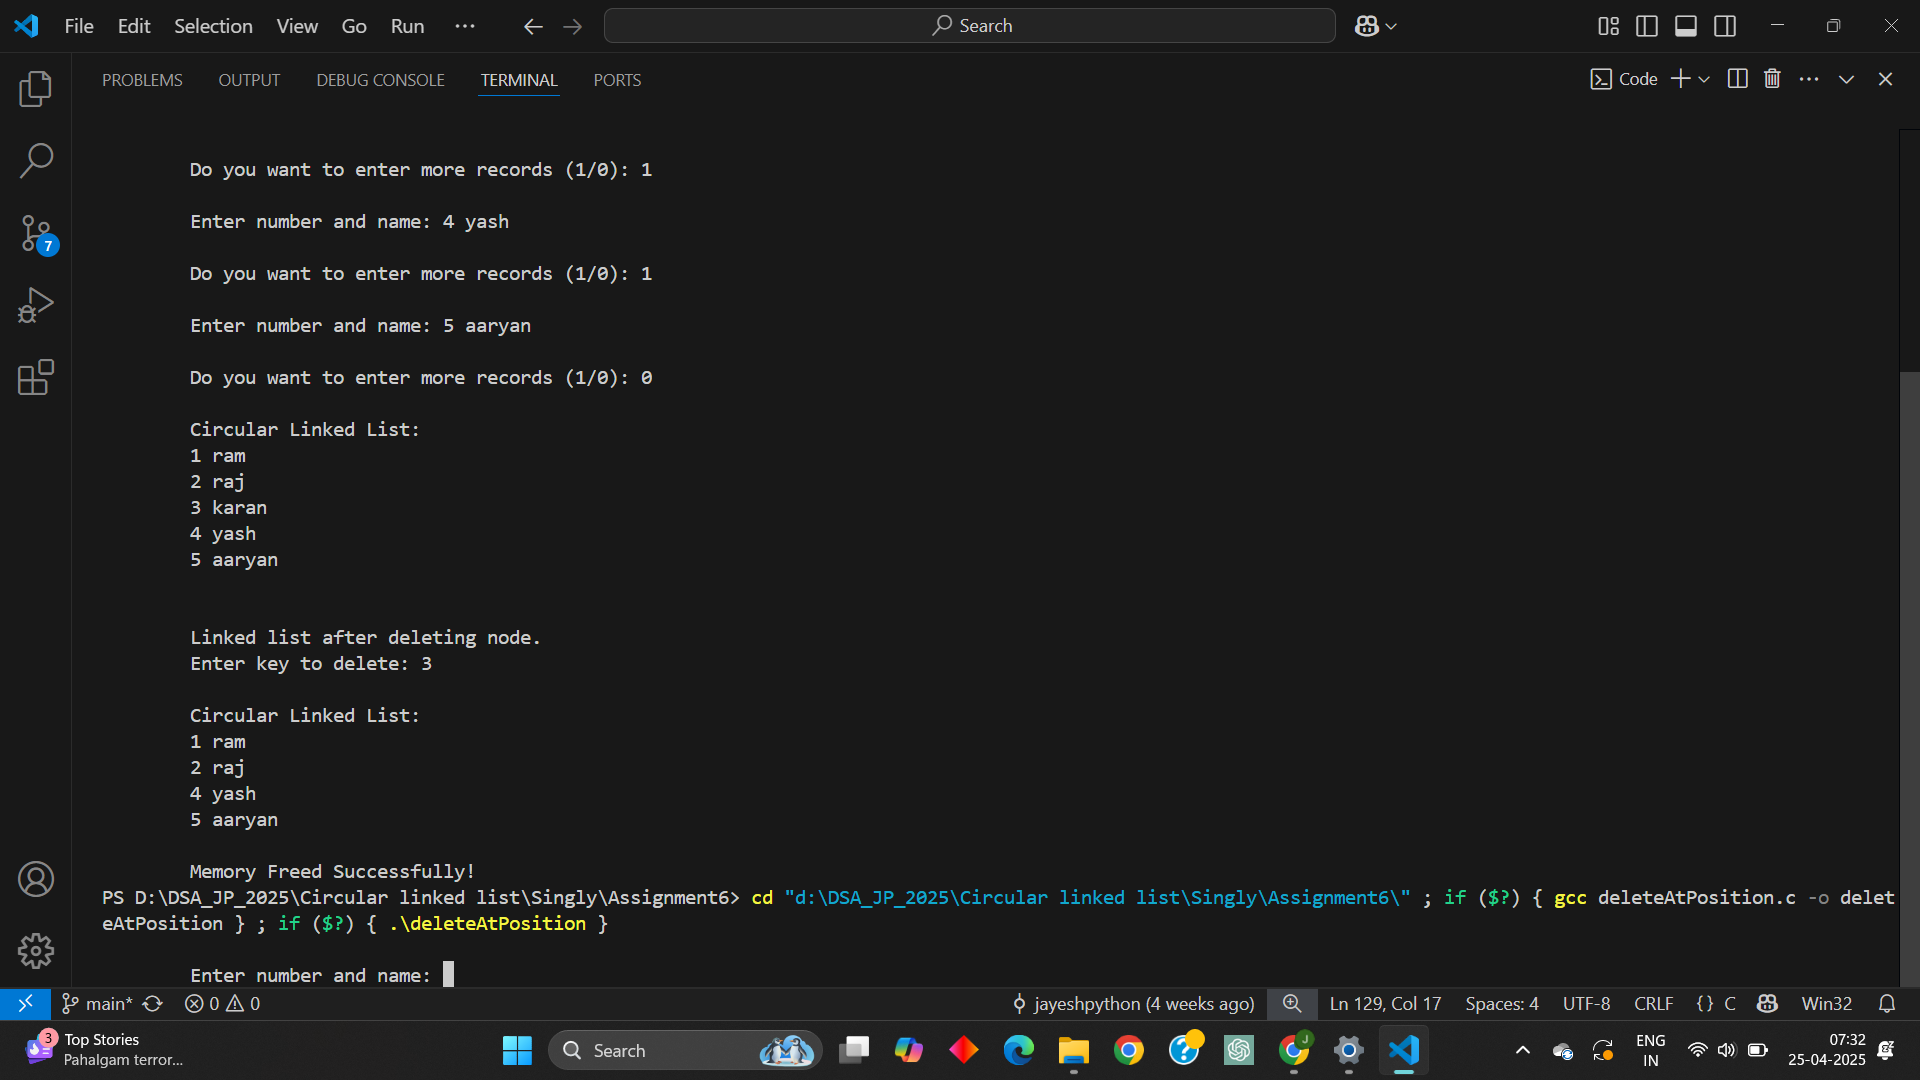 File Edit Selection View Go Run ··· Search
PROBLEMS OUTPUT DEBUG CONSOLE TERMINAL PORTS Code
Do you want to enter more records (1/0): 1
Enter number and name: 4 yash
Do you want to enter more records (1/0): 1
Enter number and name: 5 aaryan
Do you want to enter more records (1/0): 0
Circular Linked List:
1 ram
2 raj
3 karan
4 yash
5 aaryan
Linked list after deleting node.
Enter key to delete: 3
Circular Linked List:
1 ram
2 raj
4 yash
5 aaryan
Memory Freed Successfully!
PS D:\DSA_JP_2025\Circular linked list\Singly\Assignment6> cd "d:\DSA_JP_2025\Circular linked list\Singly\Assignment6\" ; if ($?) { gcc deleteAtPosition.c -o delet
eAtPosition } ; if ($?) { .\deleteAtPosition }
Enter number and name:
7
main* 0 0 jayeshpython (4 weeks ago) Ln 129, Col 17 Spaces: 4 UTF-8 CRLF {} C Win32
3 Top Stories
Pahalgam terror...
Search
J
ENG
IN
07:32
25-04-2025